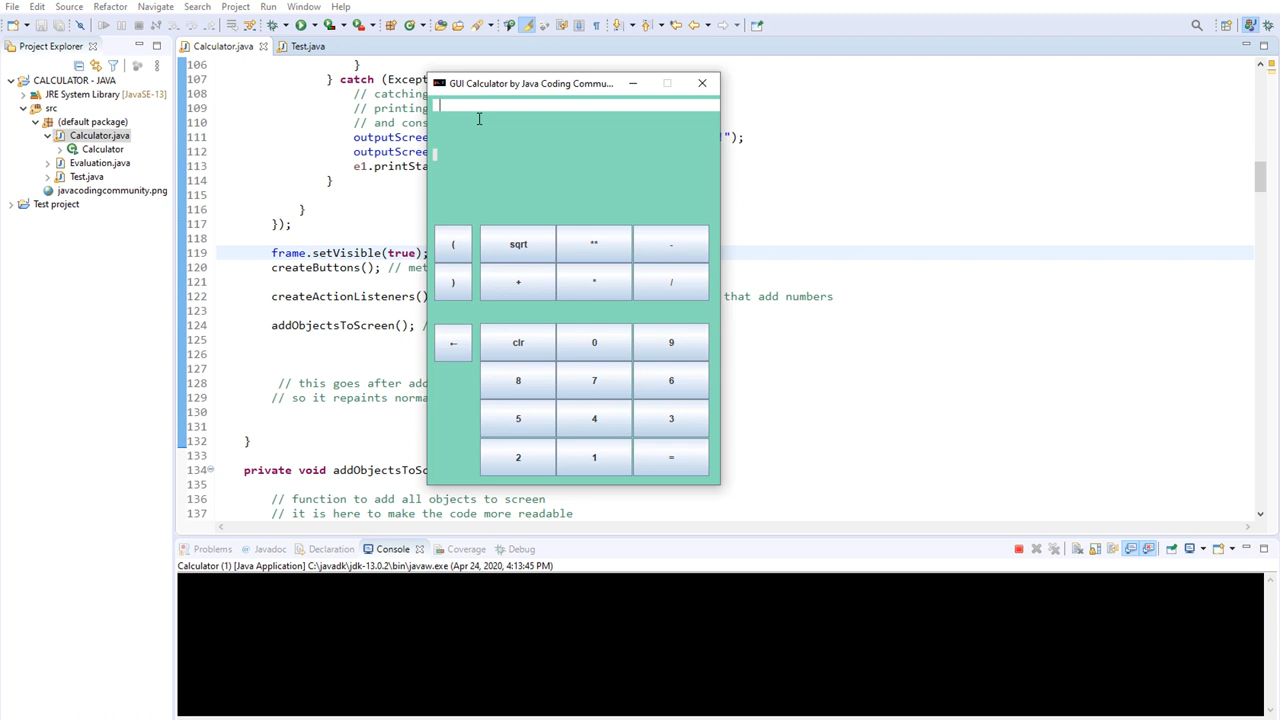 File Edit Source Refactor Navigate Search Project Run Window Help
Project Explorer
Calculator.java
Test.java
CALCULATOR - JAVA
JRE System Library [JavaSE-13]
src
(default package)
Calculator.java
Calculator
Evaluation.java
Test.java
javacodingcommunity.png
Test project
106 }
107 } catch (Except
108 // catching
109 // printing
110 // and cons
111 outputScree !");
112 outputScree
113 e1.printSta
114 }
115
116 }
117 });
118
119 frame.setVisible(true);
120 createButtons(); // met
121
122 createActionListeners() that add numbers
123
124 addObjectsToScreen(); /
125
126
127
128 // this goes after add
129 // so it repaints norma
130
131
132 }
133
134 private void addObjectsToSc
135
136 // function to add all objects to screen
137 // it is here to make the code more readable
GUI Calculator by Java Coding Commu...
( sqrt ** -
) + * /
← clr 0 9
8 7 6
5 4 3
2 1 =
Problems Javadoc Declaration Console Coverage Debug
Calculator (1) [Java Application] C:\javadk\jdk-13.0.2\bin\javaw.exe (Apr 24, 2020, 4:13:45 PM)